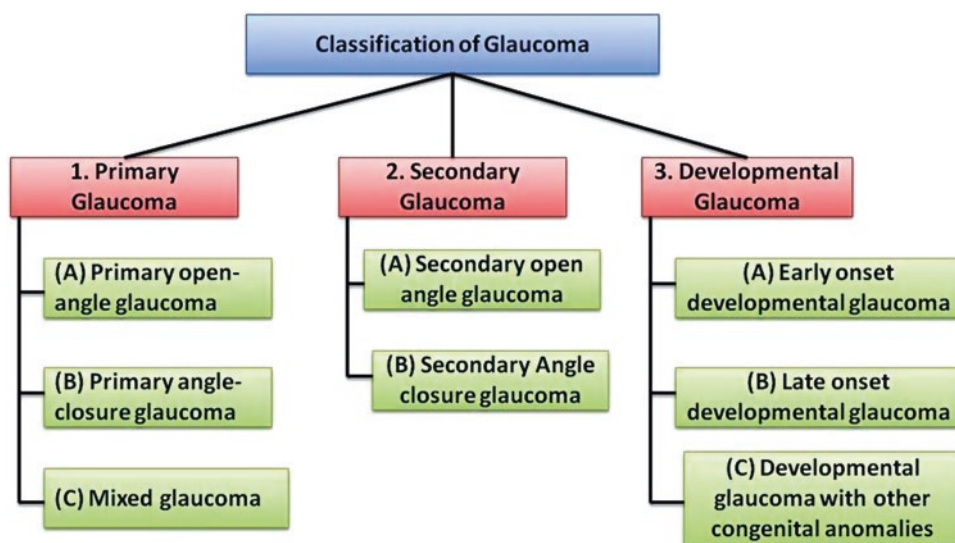 Classification of Glaucoma
1. Primary
Glaucoma
(A) Primary open-
angle glaucoma
(B) Primary angle-
closure glaucoma
(C) Mixed glaucoma
2. Secondary
Glaucoma
(A) Secondary open
angle glaucoma
(B) Secondary Angle
closure glaucoma
3. Developmental
Glaucoma
(A) Early onset
developmental glaucoma
(B) Late onset
developmental glaucoma
(C) Developmental
glaucoma with other
congenital anomalies